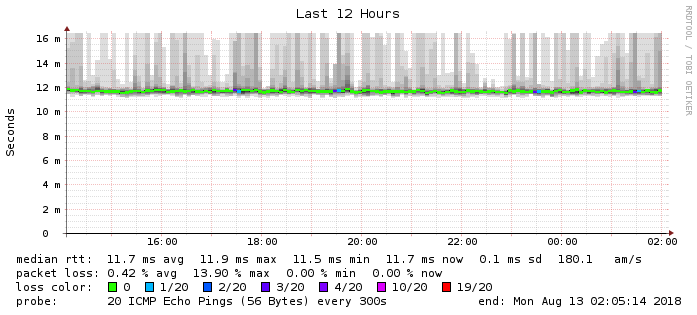 Last 12 Hours
RRDTOOL / TOBI OETIKER
Seconds
16 m
14 m
12 m
10 m
8 m
6 m
4 m
2 m
0
16:00 18:00 20:00 22:00 00:00 02:00
median rtt: 11.7 ms avg 11.9 ms max 11.5 ms min 11.7 ms now 0.1 ms sd 180.1 am/s
packet loss: 0.42 % avg 13.90 % max 0.00 % min 0.00 % now
loss color: 0 1/20 2/20 3/20 4/20 10/20 19/20
probe: 20 ICMP Echo Pings (56 Bytes) every 300s end: Mon Aug 13 02:05:14 2018